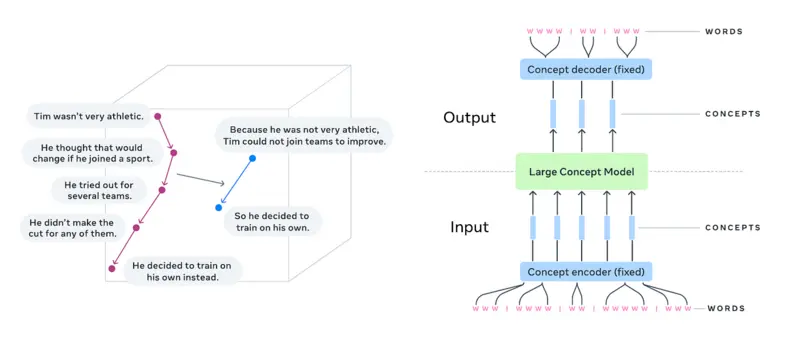 Tim wasn't very athletic.
He thought that would
change if he joined a sport.
He tried out for
several teams.
He didn't make the
cut for any of them.
He decided to train on
his own instead.
Because he was not very athletic,
Tim could not join teams to improve.
So he decided to
train on his own.
W W W W | W W | W W W
WORDS
Concept decoder (fixed)
Output
CONCEPTS
Large Concept Model
Input
CONCEPTS
Concept encoder (fixed)
W W W | W W W W | W W | W W W W W | W W W
WORDS